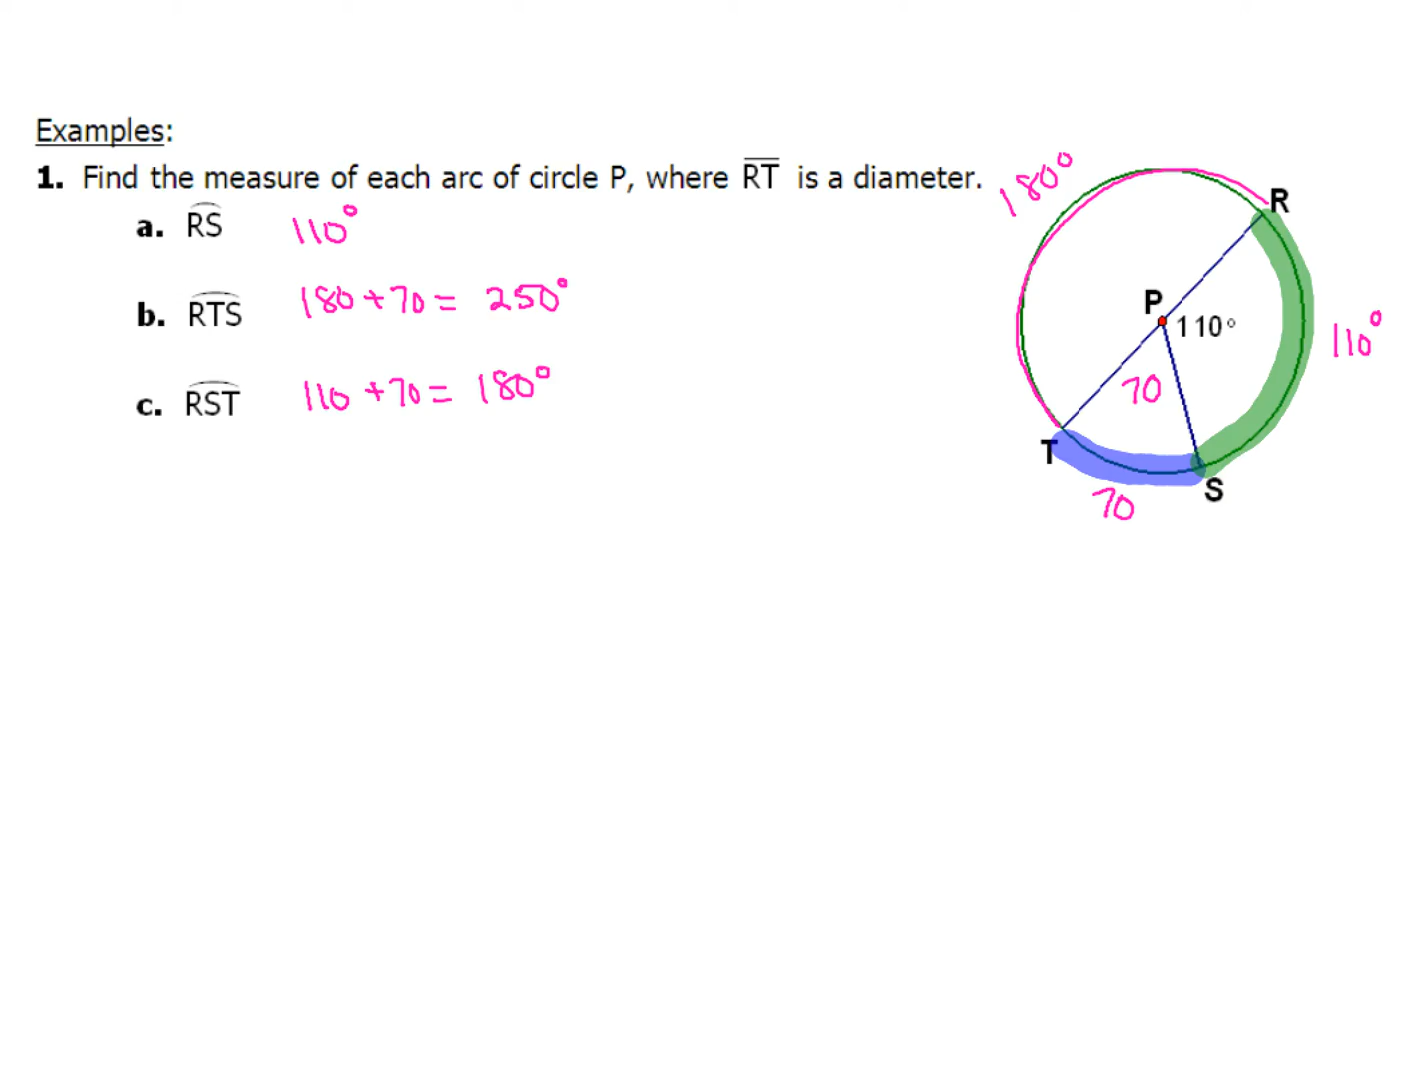 Examples:
1. Find the measure of each arc of circle P, where RT is a diameter.
a. RS 110°
b. RTS 180 + 70 = 250°
c. RST 110 + 70 = 180°
180°
R
P
110°
110°
70
T
S
70